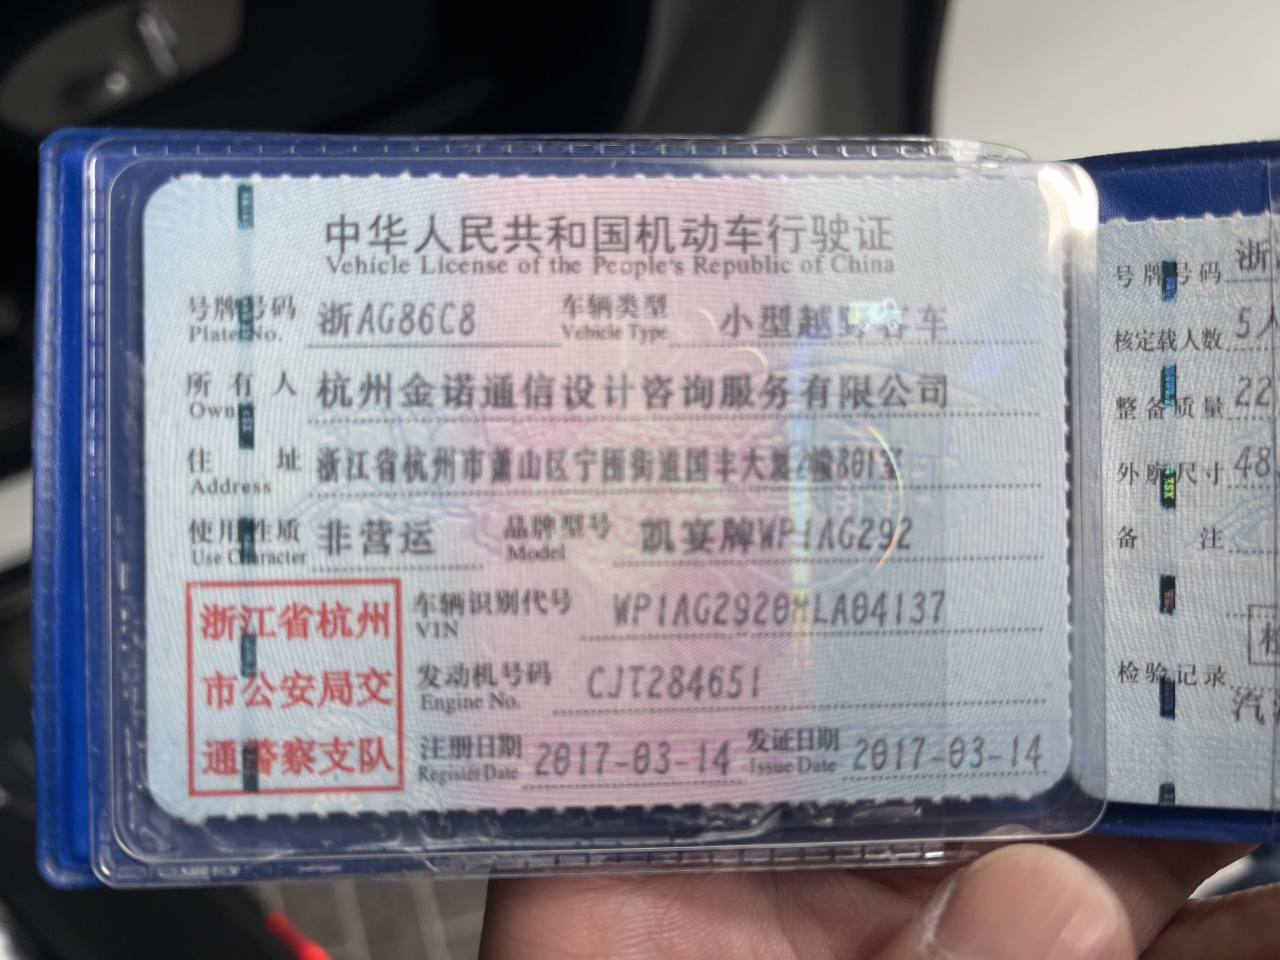 中华人民共和国机动车行驶证
Vehicle License of the People's Republic of China
号牌号码 浙AG86C8 车辆类型 小型越野客车
Plate No. Vehicle Type
所有人 杭州金诺通信设计咨询服务有限公司
Owner
住址 浙江省杭州市萧山区宁围街道国丰大厦2幢801室
Address
使用性质 非营运 品牌型号 凯宴牌WP1AG292
Use Character Model
浙江省杭州
市公安局交
通警察支队
车辆识别代号 WP1AG2920HLA04137
VIN
发动机号码 CJT284651
Engine No.
注册日期 2017-03-14 发证日期 2017-03-14
Register Date Issue Date
号牌号码 浙
核定载人数 5人
整备质量 22
外廓尺寸 48
备注
检验记录
汽